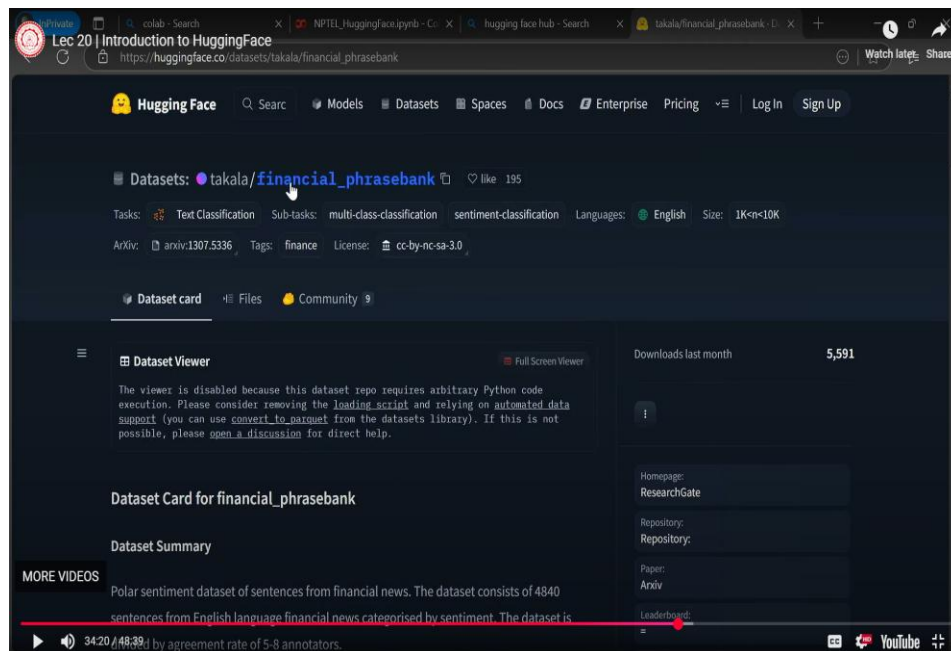 InPrivate colab - Search NPTEL_HuggingFace.ipynb - Co hugging face hub - Search takala/financial_phrasebank · D
Lec 20 | Introduction to HuggingFace
https://huggingface.co/datasets/takala/financial_phrasebank Watch later Share
Hugging Face Searc Models Datasets Spaces Docs Enterprise Pricing Log In Sign Up
Datasets: takala/financial_phrasebank like 195
Tasks: Text Classification Sub-tasks: multi-class-classification sentiment-classification Languages: English Size: 1K<n<10K
ArXiv: arxiv:1307.5336 Tags: finance License: cc-by-nc-sa-3.0
Dataset card Files Community 9
Dataset Viewer Full Screen Viewer
The viewer is disabled because this dataset repo requires arbitrary Python code
execution. Please consider removing the loading script and relying on automated data
support (you can use convert_to_parquet from the datasets library). If this is not
possible, please open a discussion for direct help.
Downloads last month 5,591
Dataset Card for financial_phrasebank
Dataset Summary
Polar sentiment dataset of sentences from financial news. The dataset consists of 4840
sentences from English language financial news categorised by sentiment. The dataset is
divided by agreement rate of 5-8 annotators.
Homepage:
ResearchGate
Repository:
Repository:
Paper:
Arxiv
Leaderboard:
MORE VIDEOS
34:20 / 48:39
CC HD YouTube